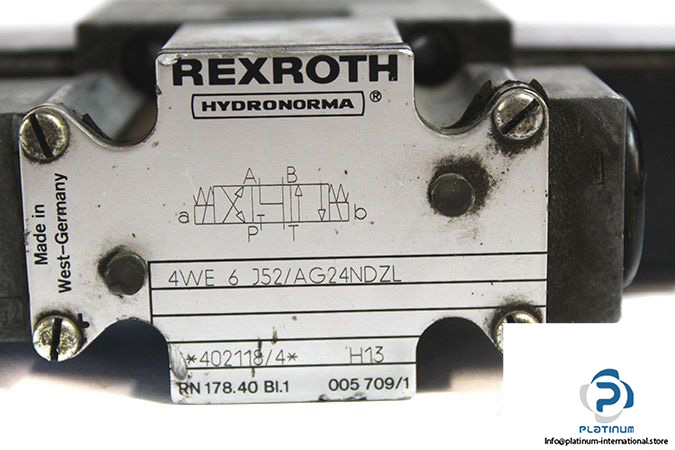 REXROTH
HYDRONORMA ®
A B
a b
P T
Made in
West-Germany
4WE 6 J52/AG24NDZL
*402118/4* H13
RN 178.40 Bl.1 005 709/1
PLATINUM
Info@platinum-international.store